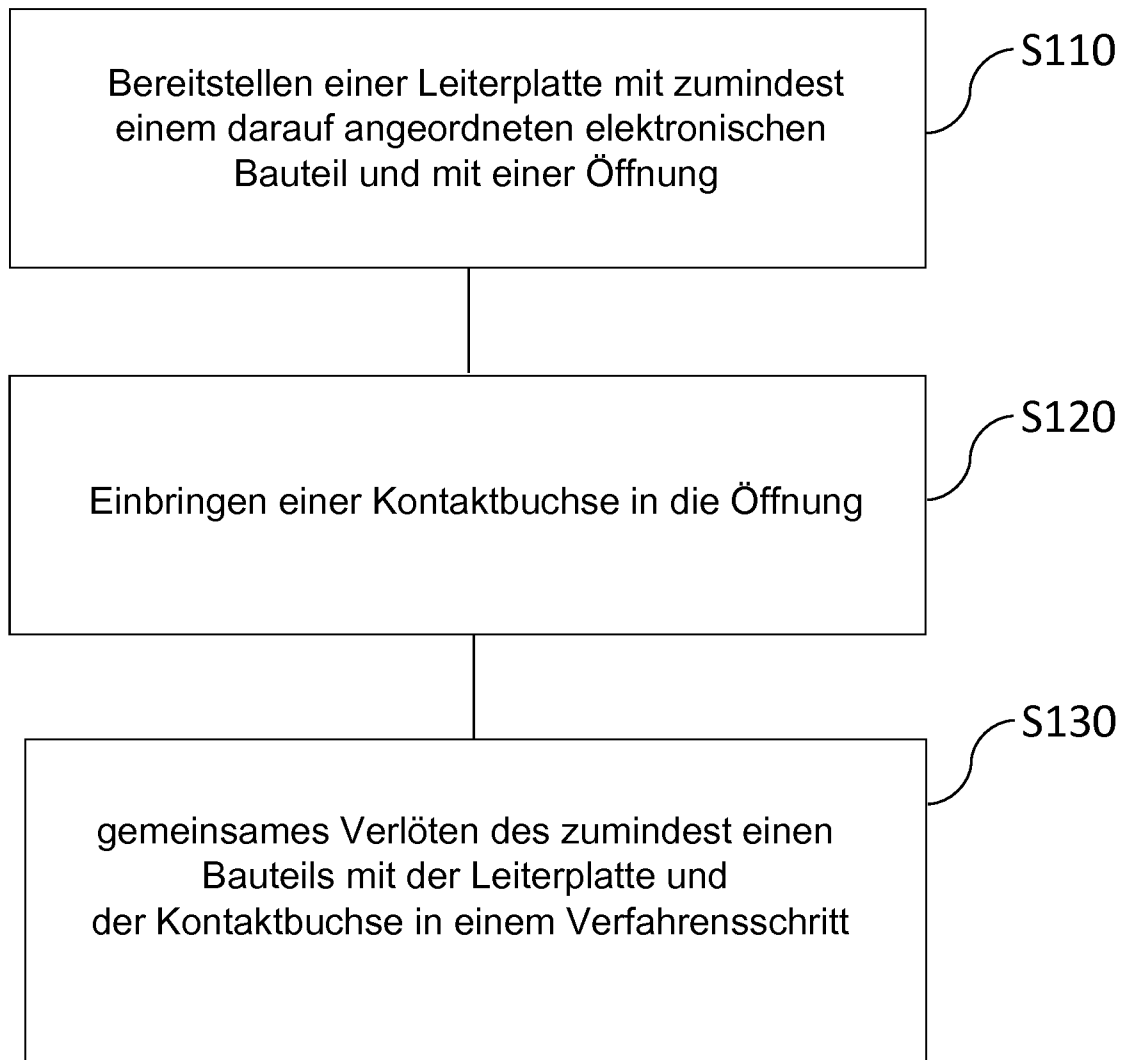 S110
Bereitstellen einer Leiterplatte mit zumindest
einem darauf angeordneten elektronischen
Bauteil und mit einer Öffnung
S120
Einbringen einer Kontaktbuchse in die Öffnung
S130
gemeinsames Verlöten des zumindest einen
Bauteils mit der Leiterplatte und
der Kontaktbuchse in einem Verfahrensschritt